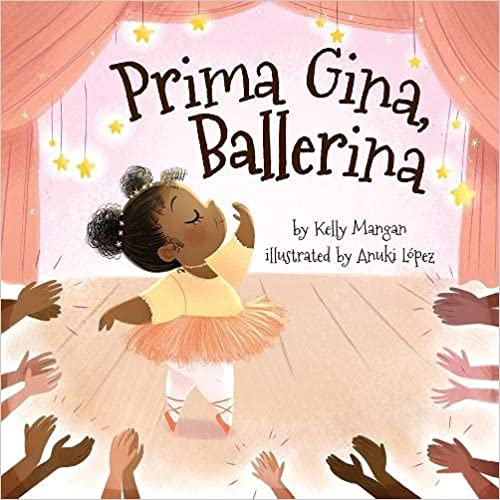 Prima Gina,
Ballerina
by Kelly Mangan
illustrated by Anuki López